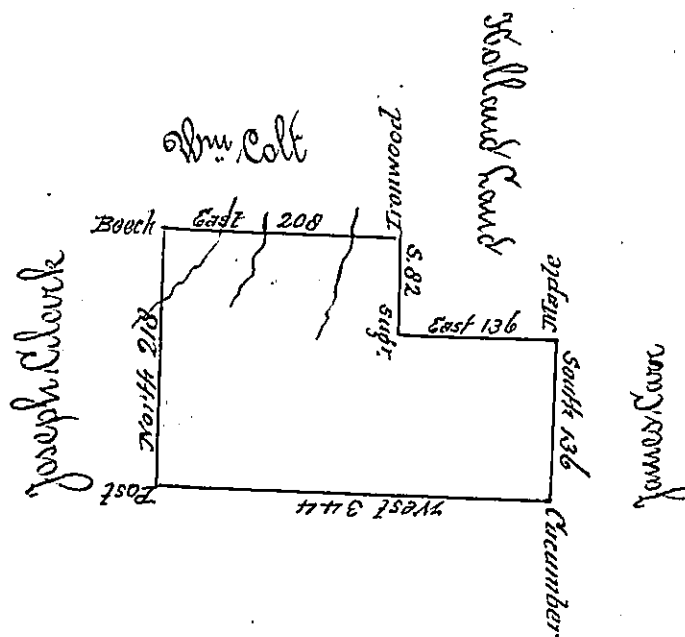 Holland Land
Wm Colt
Ironwood
Beech
East 208
S. 82
Sugr.
East 136
Maple
South 136
James Carr
Joseph Clark
North 218
Post
West 344
Cucumber